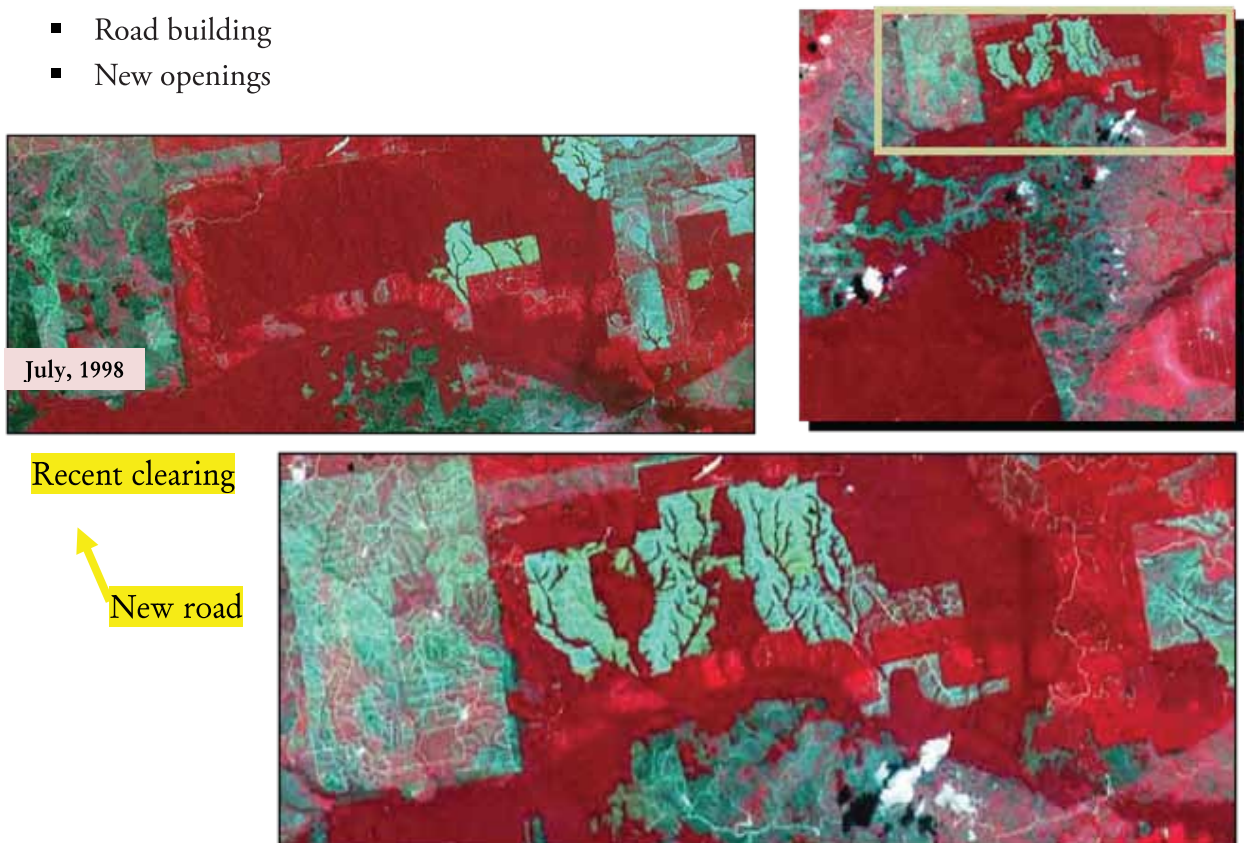 ▪ Road building
▪ New openings
July, 1998
Recent clearing
New road